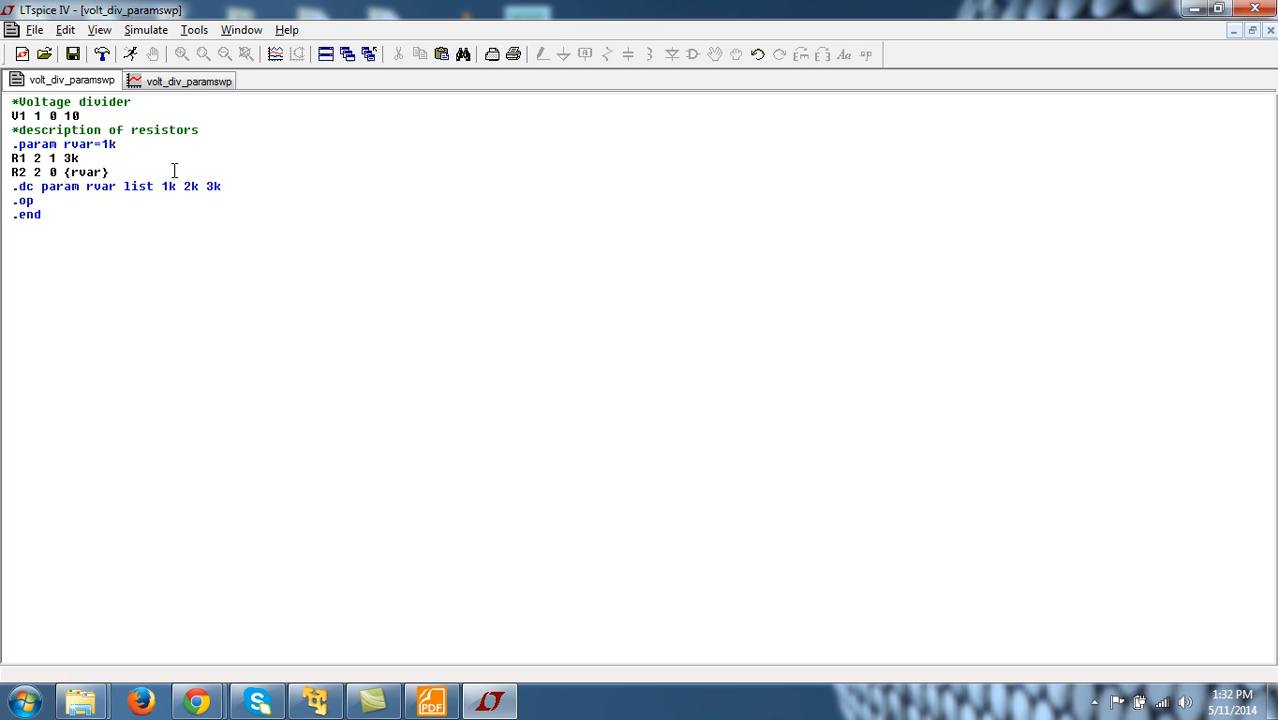 LTspice IV - [volt_div_paramswp]
File Edit View Simulate Tools Window Help
volt_div_paramswp volt_div_paramswp
*Voltage divider
V1 1 0 10
*description of resistors
.param rvar=1k
R1 2 1 3k
R2 2 0 {rvar}
.dc param rvar list 1k 2k 3k
.op
.end
PDF
1:32 PM
5/11/2014